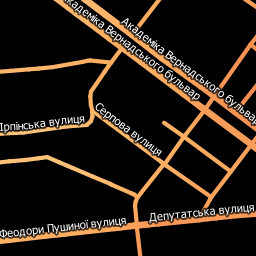 Академіка Вернадського бульвар
Академіка Вернадського бульвар
Серпова вулиця
Ірпінська вулиця
Феодори Пушиної вулиця
Депутатська вулиця